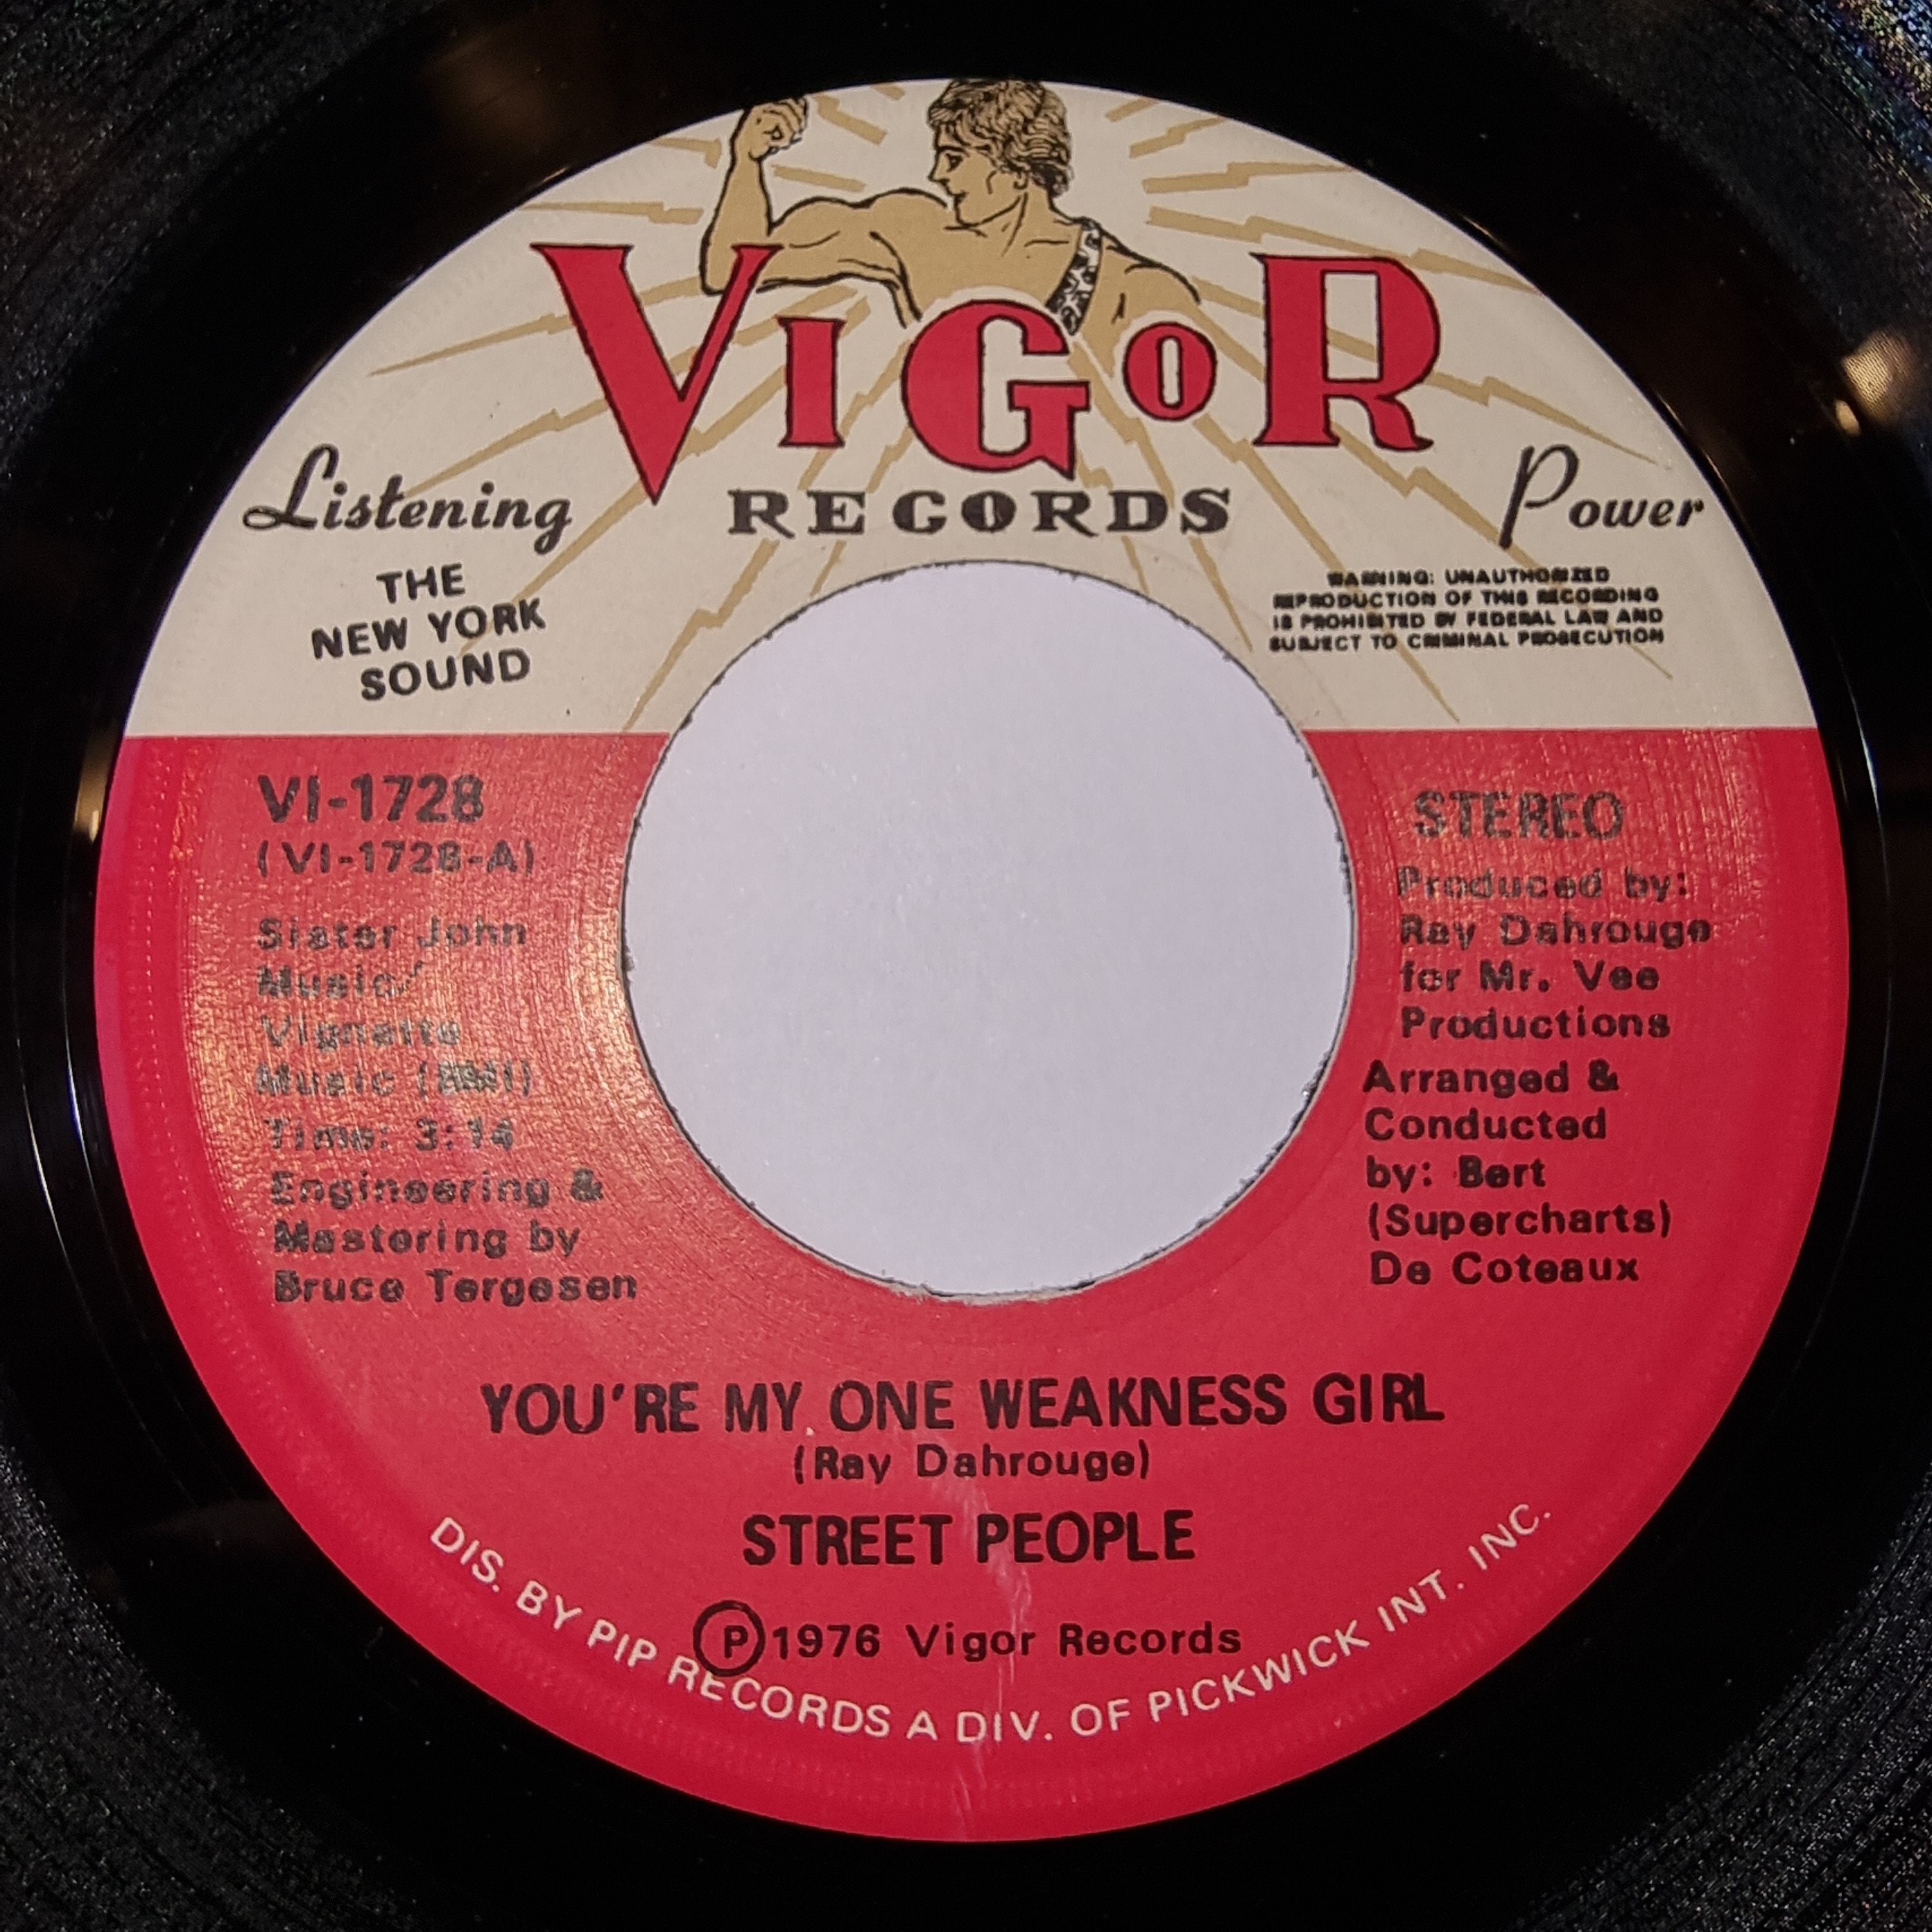 VIGOR
RECORDS
Listening Power
THE
NEW YORK
SOUND
WARNING: UNAUTHORIZED
REPRODUCTION OF THIS RECORDING
IS PROHIBITED BY FEDERAL LAW AND
SUBJECT TO CRIMINAL PROSECUTION
VI-1728
(VI-1728-A)
Sister John
Music/
Vignette
Music (BMI)
Time: 3:14
Engineering &
Mastering by
Bruce Tergesen
STEREO
Produced by:
Ray Dahrouge
for Mr. Vee
Productions
Arranged &
Conducted
by: Bert
(Supercharts)
De Coteaux
YOU'RE MY ONE WEAKNESS GIRL
(Ray Dahrouge)
STREET PEOPLE
℗1976 Vigor Records
DIS. BY PIP RECORDS A DIV. OF PICKWICK INT. INC.